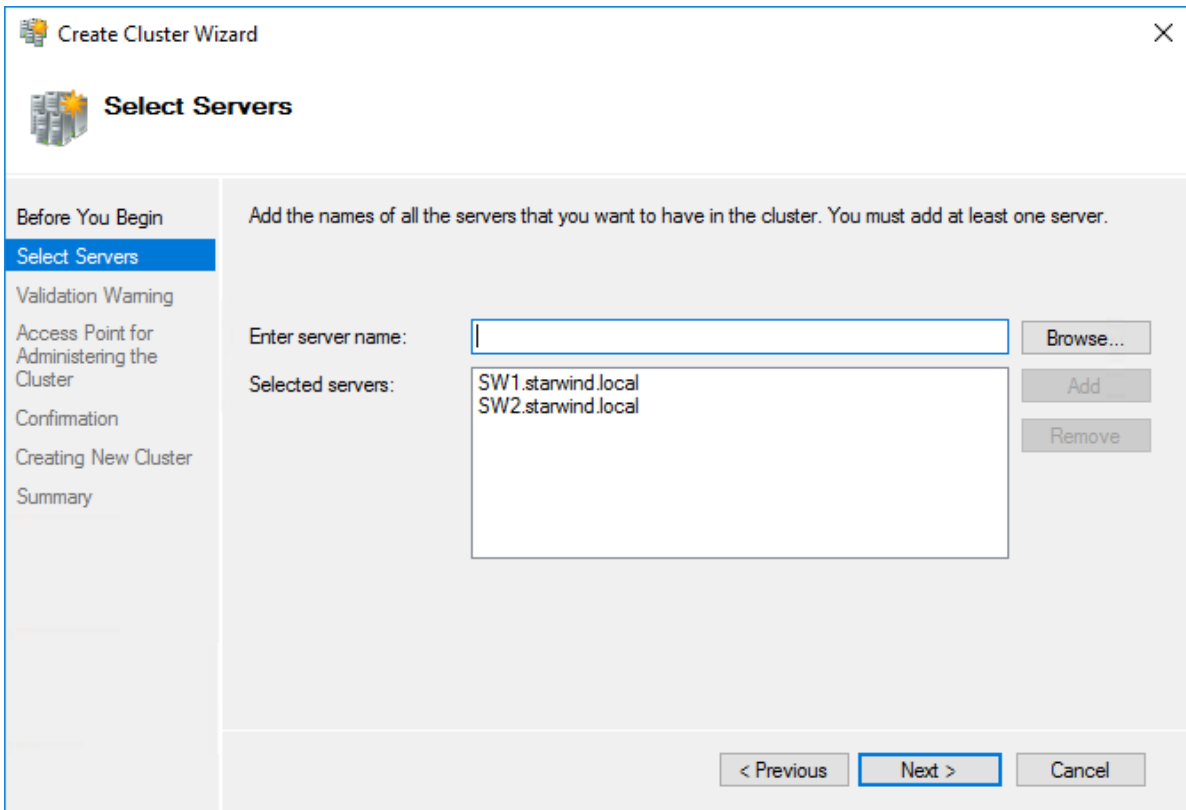 Create Cluster Wizard
Select Servers
Before You Begin
Select Servers
Validation Warning
Access Point for
Administering the
Cluster
Confirmation
Creating New Cluster
Summary
Add the names of all the servers that you want to have in the cluster. You must add at least one server.
Enter server name:
Browse...
Selected servers:
SW1.starwind.local
SW2.starwind.local
Add
Remove
< Previous
Next >
Cancel